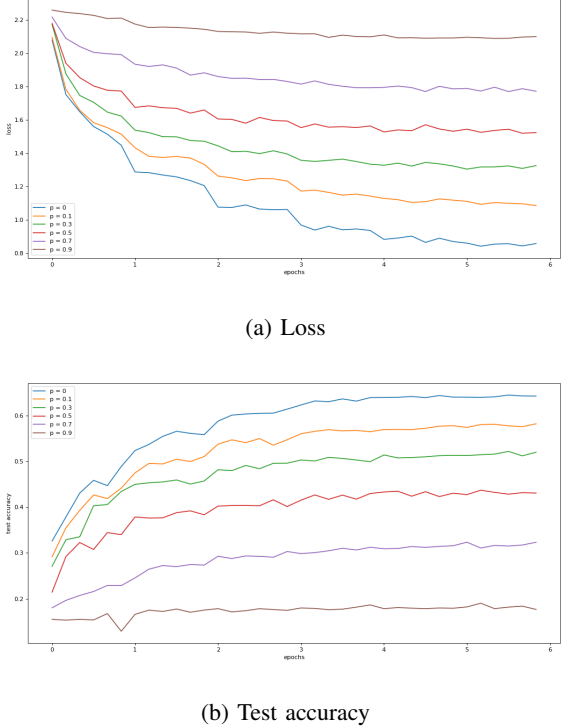 2.2
2.0
1.8
1.6
1.4
1.2
1.0
0.8
loss
p = 0
p = 0.1
p = 0.3
p = 0.5
p = 0.7
p = 0.9
0 1 2 3 4 5 6
epochs
(a) Loss
p = 0
p = 0.1
p = 0.3
p = 0.5
p = 0.7
p = 0.9
0.6
0.5
0.4
0.3
0.2
test accuracy
0 1 2 3 4 5 6
epochs
(b) Test accuracy